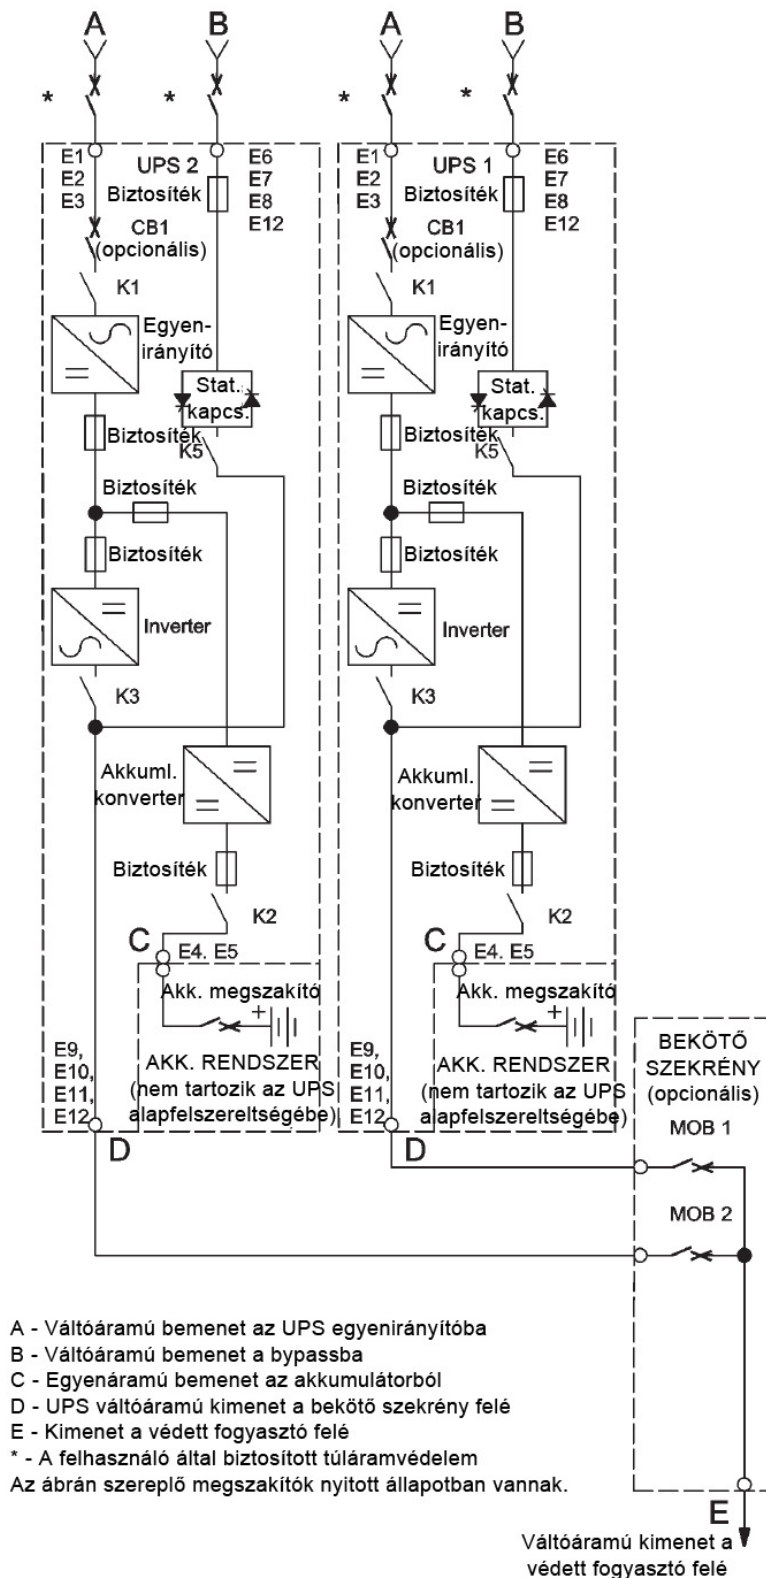 A
B
A
B
*
*
*
*
E1
E2
E3
UPS 2
Biztosíték
E6
E7
E8
E12
CB1
(opcionális)
K1
Egyen-
irányító
Stat.
kapcs.
Biztosíték
K5
Biztosíték
Biztosíték
Inverter
K3
Akkuml.
konverter
Biztosíték
K2
C
E4. E5
Akk. megszakító
+
AKK. RENDSZER
(nem tartozik az UPS
alapfelszereltségébe)
E9,
E10,
E11,
E12
D
E1
E2
E3
UPS 1
Biztosíték
E6
E7
E8
E12
CB1
(opcionális)
K1
Egyen-
irányító
Stat.
kapcs.
Biztosíték
K5
Biztosíték
Biztosíték
Inverter
K3
Akkuml.
konverter
Biztosíték
K2
C
E4. E5
Akk. megszakító
+
AKK. RENDSZER
(nem tartozik az UPS
alapfelszereltségébe)
E9,
E10,
E11,
E12
D
BEKÖTŐ
SZEKRÉNY
(opcionális)
MOB 1
MOB 2
A - Váltóáramú bemenet az UPS egyenirányítóba
B - Váltóáramú bemenet a bypassba
C - Egyenáramú bemenet az akkumulátorból
D - UPS váltóáramú kimenet a bekötő szekrény felé
E - Kimenet a védett fogyasztó felé
* - A felhasználó által biztosított túláramvédelem
Az ábrán szereplő megszakítók nyitott állapotban vannak.
E
Váltóáramú kimenet a
védett fogyasztó felé